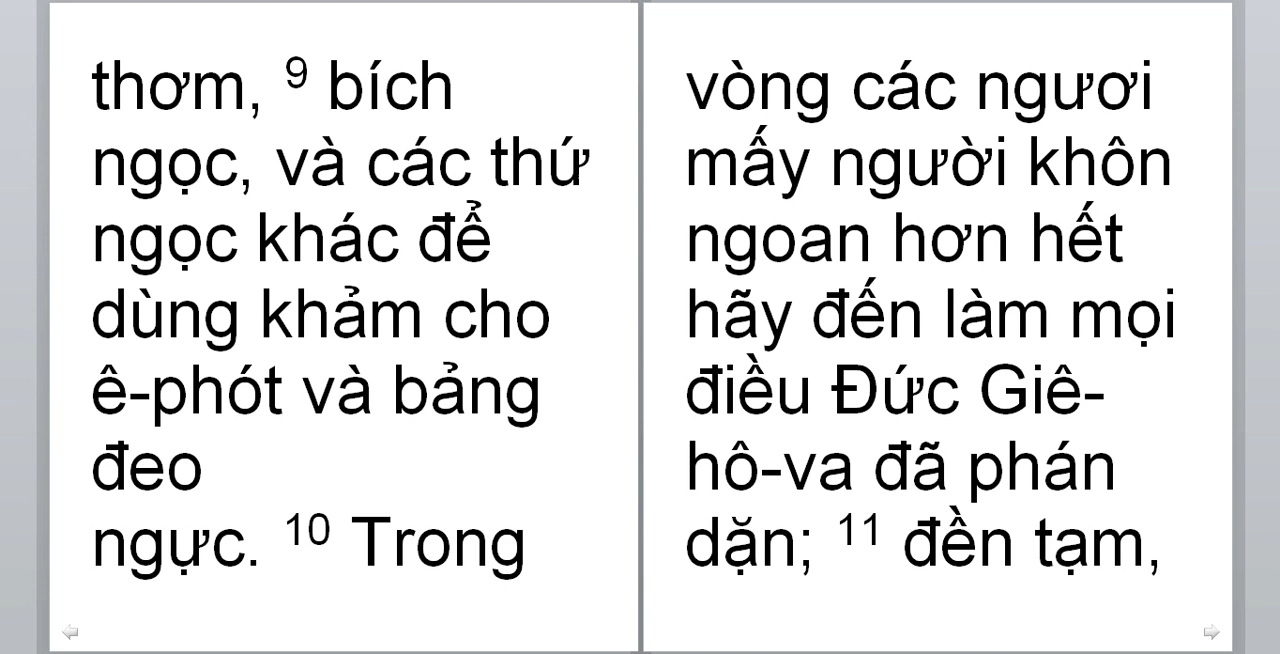 thơm, ⁹ bích
ngọc, và các thứ
ngọc khác để
dùng khảm cho
ê-phót và bảng
đeo
ngực. ¹⁰ Trong
vòng các ngươi
mấy người khôn
ngoan hơn hết
hãy đến làm mọi
điều Đức Giê-
hô-va đã phán
dặn; ¹¹ đền tạm,